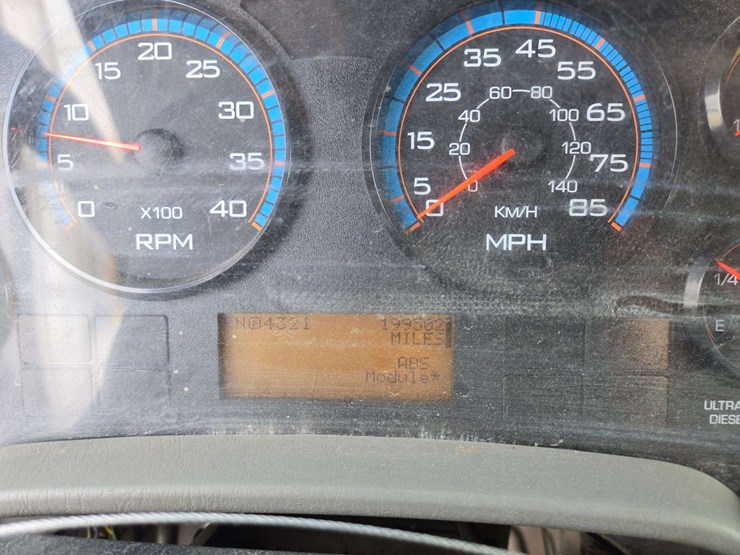 0 5 10 15 20 25 30 35 40
X100
RPM
0 5 15 25 35 45 55 65 75 85
0 20 40 60 80 100 120 140
KM/H
MPH
4321
MILES
ABS
Module*
1/4
E
ULTRA
DIESE